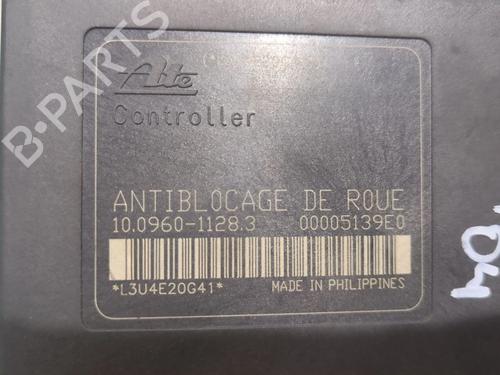 B-PARTS
Ate
Controller
ANTIBLOCAGE DE ROUE
10.0960-1128.3 00005139E0
*L3U4E20G41* MADE IN PHILIPPINES